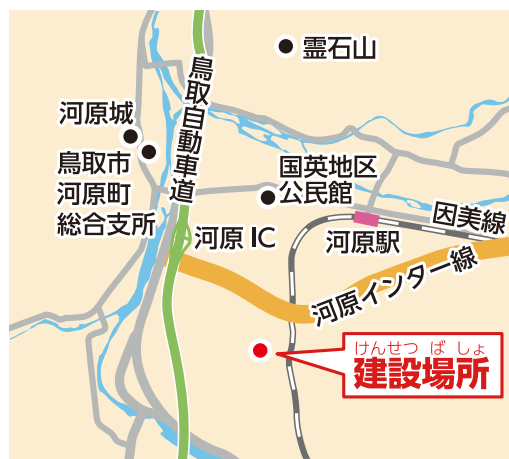 霊石山
鳥取自動車道
河原城
鳥取市
河原町
総合支所
国英地区
公民館
因美線
河原IC
河原駅
河原インター線
けんせつ ば しょ
建設場所